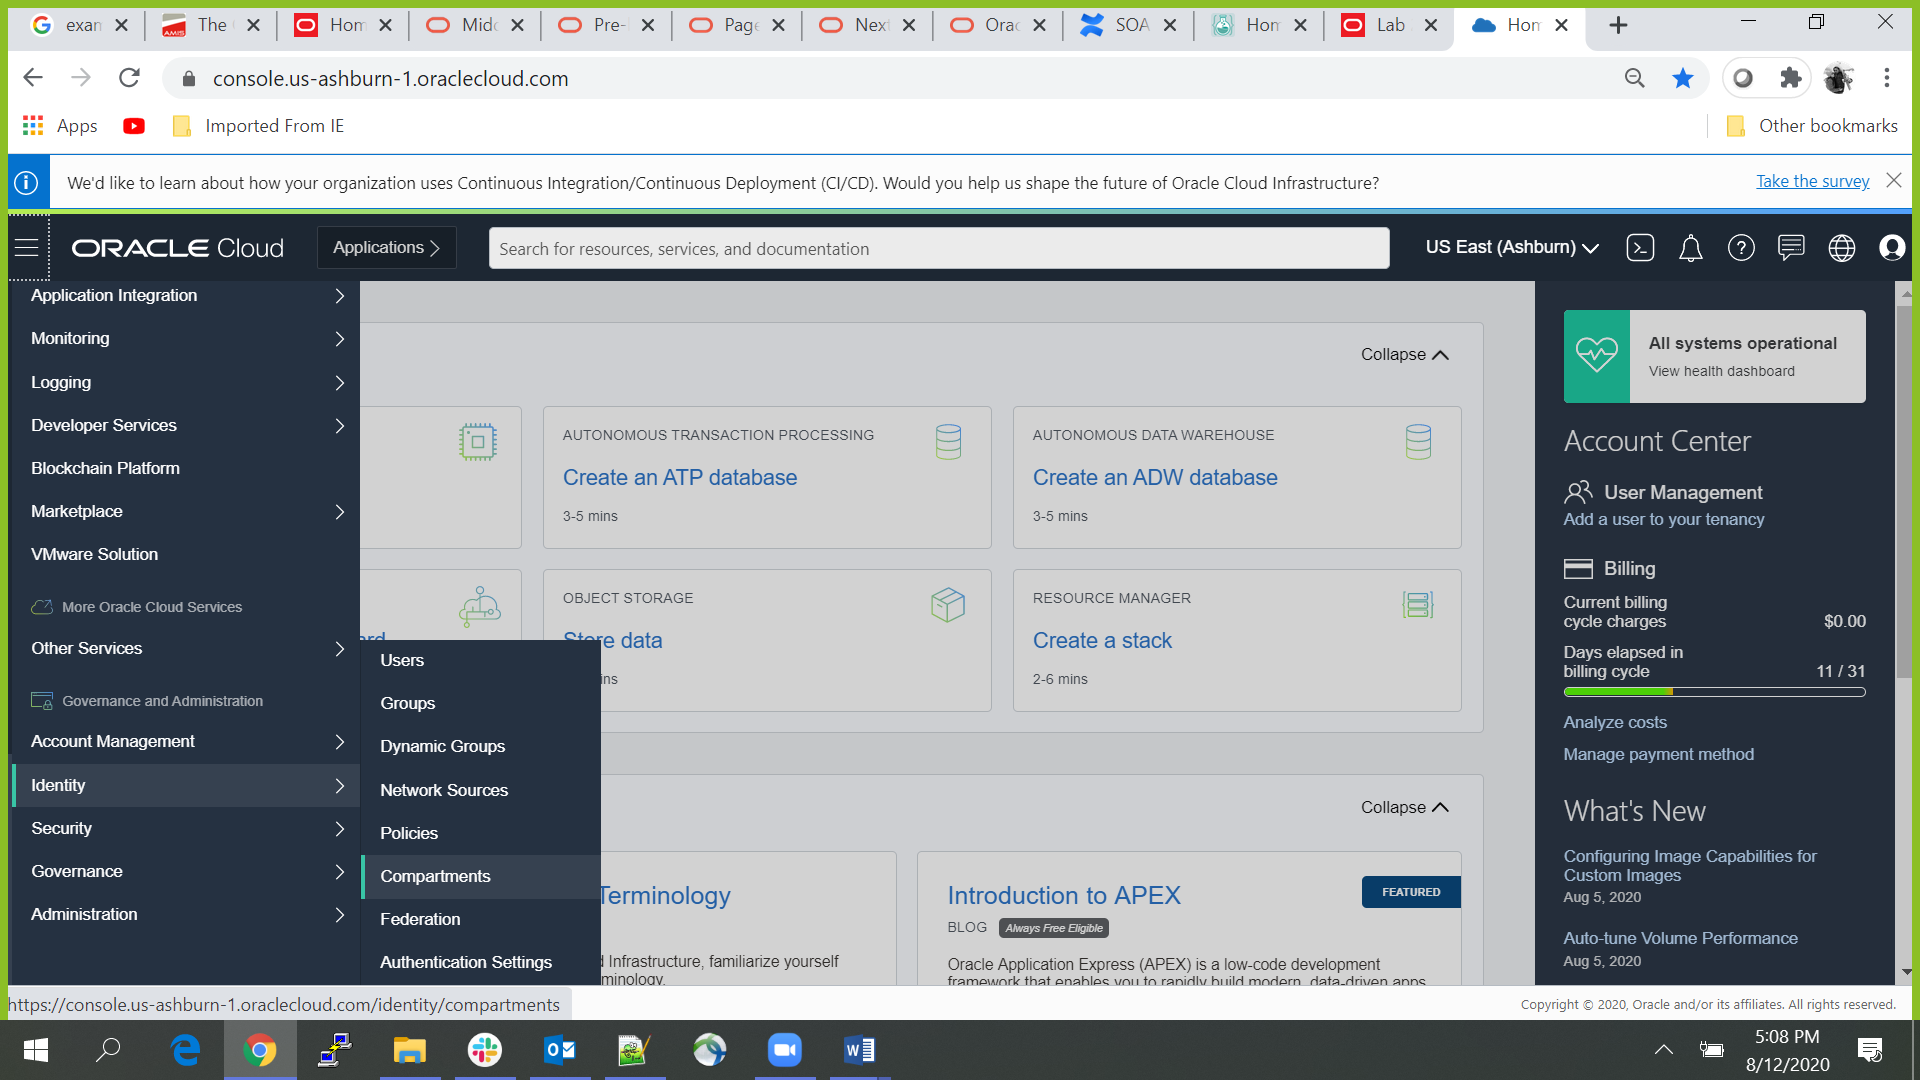 exan
The
Hom
Midd
Pre-
Page
Next
Orac
SOA
Hom
Lab
Hom
console.us-ashburn-1.oraclecloud.com
Apps
Imported From IE
Other bookmarks
We'd like to learn about how your organization uses Continuous Integration/Continuous Deployment (CI/CD). Would you help us shape the future of Oracle Cloud Infrastructure?
Take the survey
ORACLE Cloud
Applications
Search for resources, services, and documentation
US East (Ashburn)
Application Integration
Monitoring
Logging
Developer Services
Blockchain Platform
Marketplace
VMware Solution
More Oracle Cloud Services
Other Services
Governance and Administration
Account Management
Identity
Security
Governance
Administration
Users
Groups
Dynamic Groups
Network Sources
Policies
Compartments
Federation
Authentication Settings
Collapse
AUTONOMOUS TRANSACTION PROCESSING
Create an ATP database
3-5 mins
AUTONOMOUS DATA WAREHOUSE
Create an ADW database
3-5 mins
OBJECT STORAGE
Store data
ins
RESOURCE MANAGER
Create a stack
2-6 mins
Collapse
Terminology
Infrastructure, familiarize yourself
minology.
Introduction to APEX
FEATURED
BLOG
Always Free Eligible
Oracle Application Express (APEX) is a low-code development
framework that enables you to rapidly build modern, data-driven apps
All systems operational
View health dashboard
Account Center
User Management
Add a user to your tenancy
Billing
Current billing
cycle charges
$0.00
Days elapsed in
billing cycle
11 / 31
Analyze costs
Manage payment method
What's New
Configuring Image Capabilities for
Custom Images
Aug 5, 2020
Auto-tune Volume Performance
Aug 5, 2020
https://console.us-ashburn-1.oraclecloud.com/identity/compartments
Copyright © 2020, Oracle and/or its affiliates. All rights reserved.
5:08 PM
8/12/2020